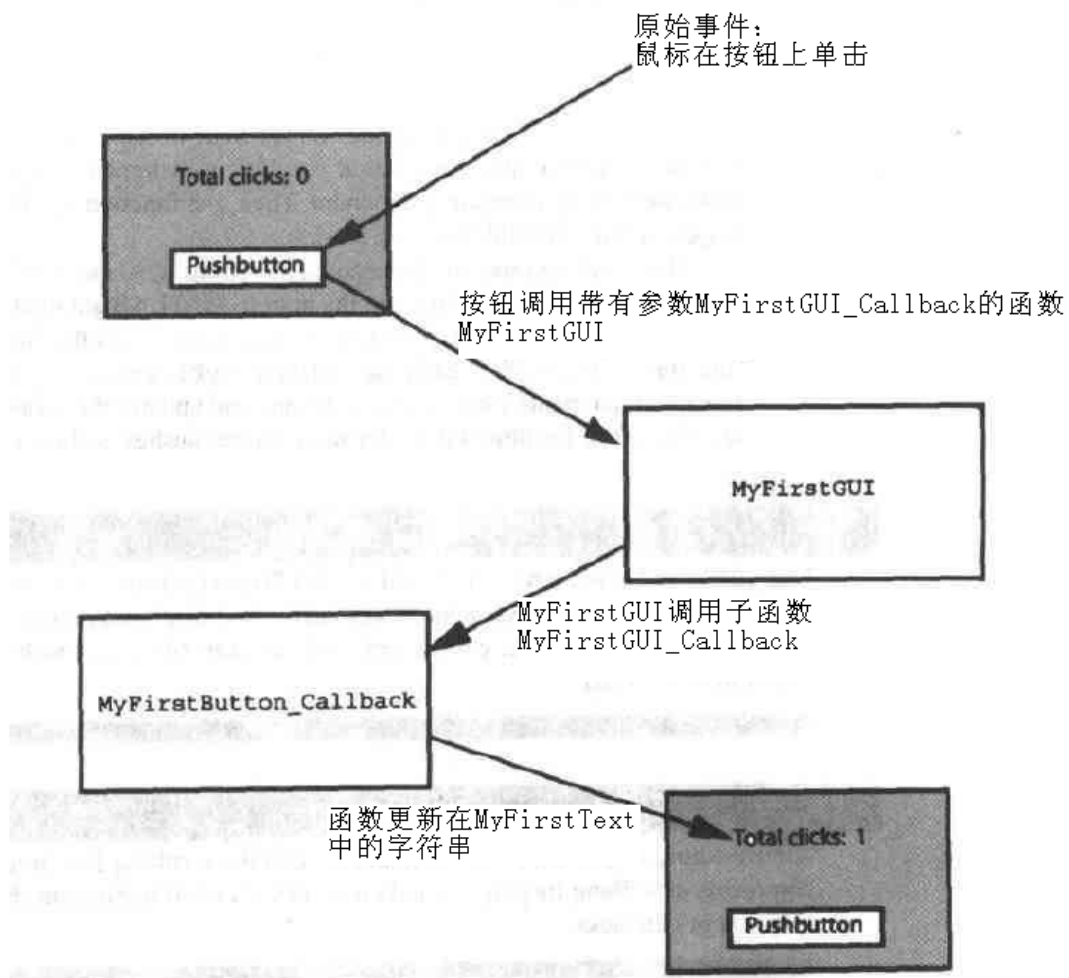 原始事件:
鼠标在按钮上单击
Total clicks: 0
Pushbutton
按钮调用带有参数MyFirstGUI_Callback的函数
MyFirstGUI
MyFirstGUI
MyFirstGUI调用子函数
MyFirstGUI_Callback
MyFirstButton_Callback
函数更新在MyFirstText
中的字符串
Total clicks: 1
Pushbutton